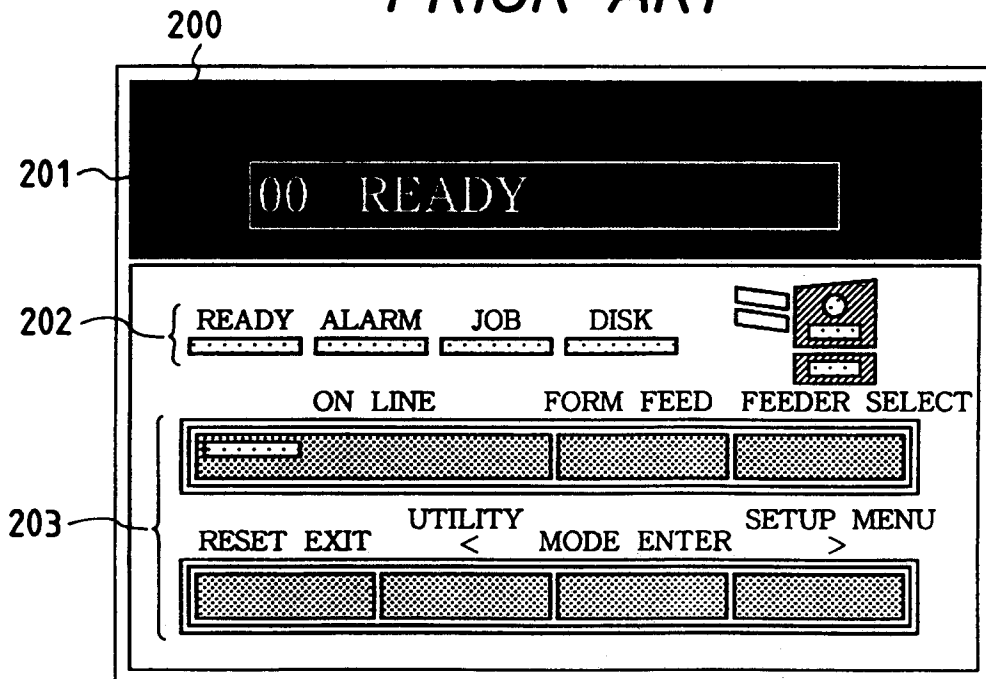 PRIOR ART
200
201
00 READY
202
READY ALARM JOB DISK
ON LINE FORM FEED FEEDER SELECT
203
UTILITY SETUP MENU
RESET EXIT < MODE ENTER >